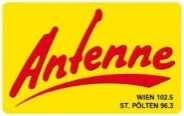 Antenne
WIEN 102,5
ST. PÖLTEN 96.3